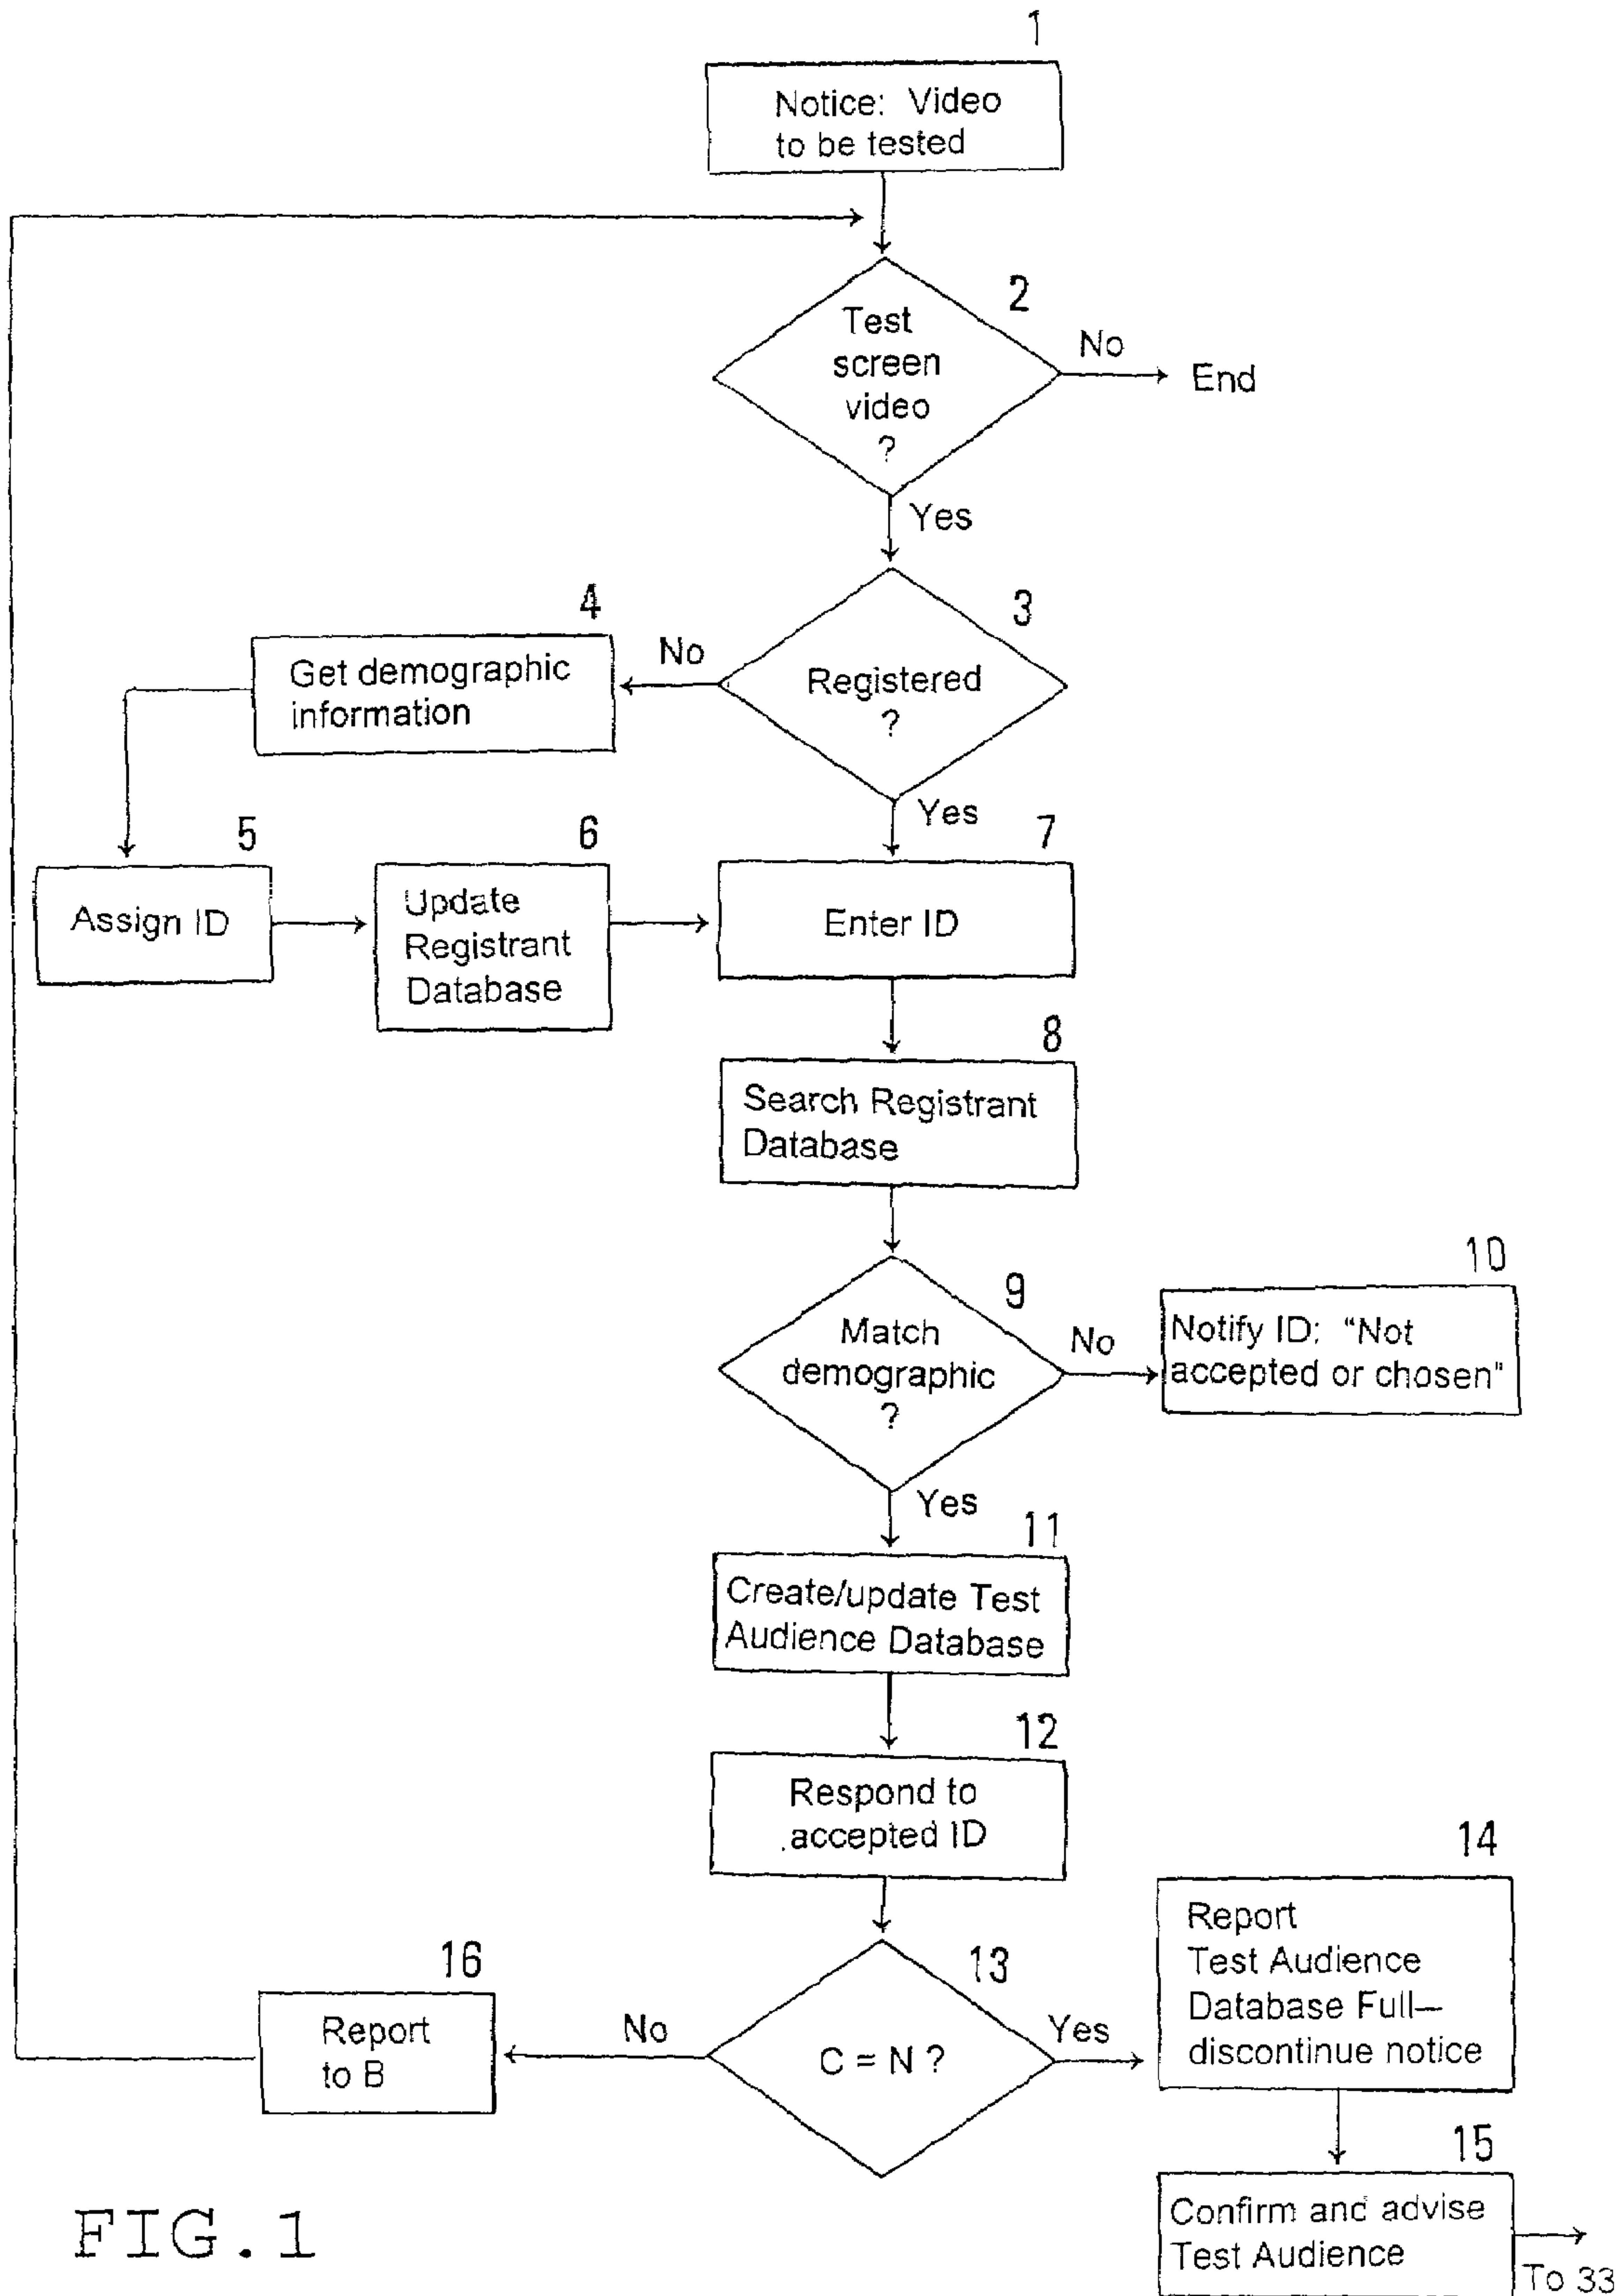 1
Notice: Video
to be tested
2
Test
screen
video
?
No
End
Yes
3
Registered
?
No
4
Get demographic
information
Yes
5
Assign ID
6
Update
Registrant
Database
7
Enter ID
8
Search Registrant
Database
9
Match
demographic
?
No
10
Notify ID: "Not
accepted or chosen"
Yes
11
Create/update Test
Audience Database
12
Respond to
accepted ID
13
C = N ?
No
16
Report
to B
Yes
14
Report
Test Audience
Database Full—
discontinue notice
15
Confirm and advise
Test Audience
To 33
FIG. 1